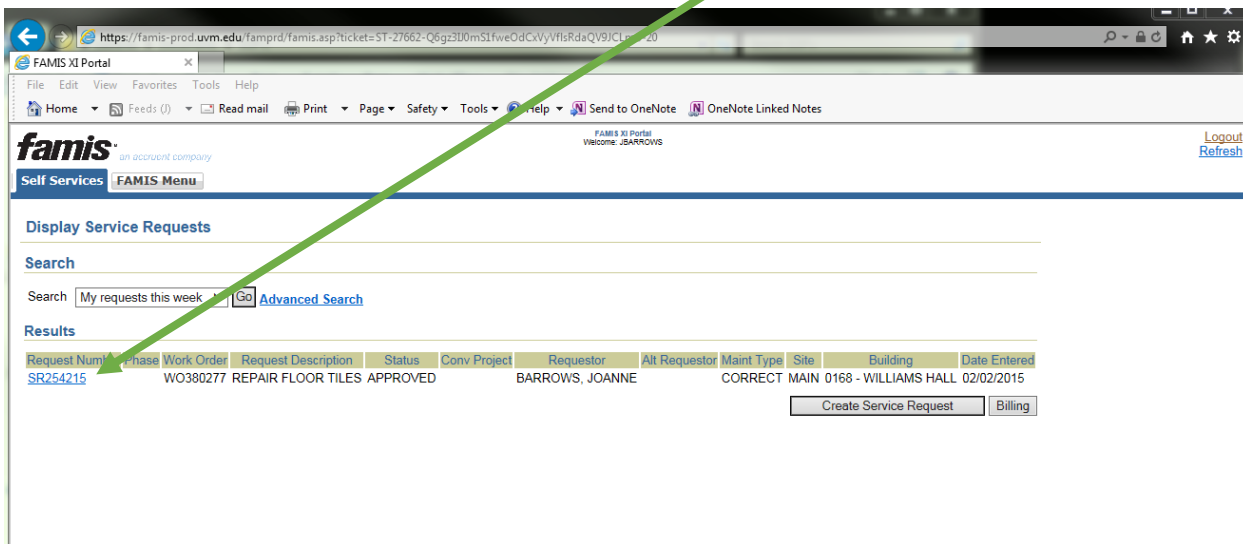 https://famis-prod.uvm.edu/famprd/famis.asp?ticket=ST-27662-
FAMIS XI Portal
File Edit View Favorites Tools Help
Home Feeds (J) Read mail Print Page Safety Tools Help Send to OneNote OneNote Linked Notes
famis an accruent company
FAMIS XI Portal
Welcome: JBARROWS
Logout
Refresh
Self Services FAMIS Menu
Display Service Requests
Search
Search My requests this week Go Advanced Search
Results
Request Phase Work Order Request Description Status Conv Project Requestor Alt Requestor Maint Type Site Building Date Entered
SR254215 WO380277 REPAIR FLOOR TILES APPROVED BARROWS, JOANNE CORRECT MAIN 0168 - WILLIAMS HALL 02/02/2015
Create Service Request Billing